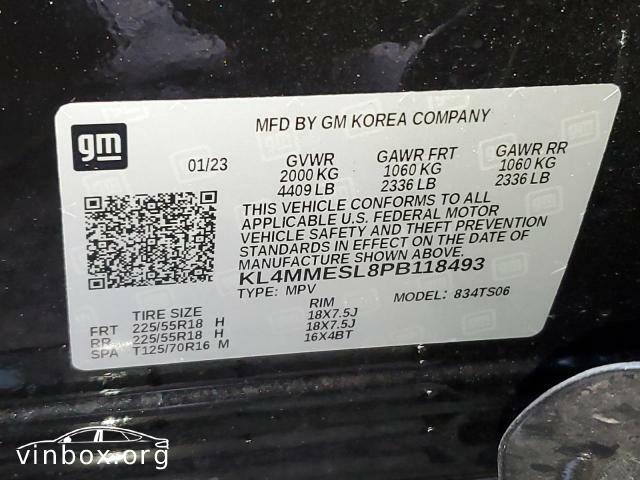 gm
MFD BY GM KOREA COMPANY
01/23 GVWR GAWR FRT GAWR RR
2000 KG 1060 KG 1060 KG
4409 LB 2336 LB 2336 LB
THIS VEHICLE CONFORMS TO ALL
APPLICABLE U.S. FEDERAL MOTOR
VEHICLE SAFETY AND THEFT PREVENTION
STANDARDS IN EFFECT ON THE DATE OF
MANUFACTURE SHOWN ABOVE.
KL4MMESL8PB118493
TYPE: MPV MODEL: 834TS06
TIRE SIZE RIM
FRT 225/55R18 H 18X7.5J
RR 225/55R18 H 18X7.5J
SPA T125/70R16 M 16X4BT
vinbox.org